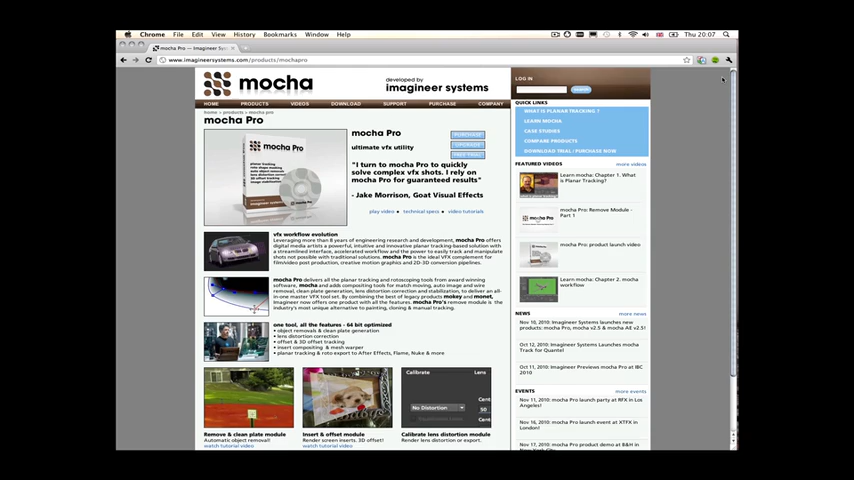 Chrome File Edit View History Bookmarks Window Help
Thu 20:07
mocha Pro — Imagineer System
www.imagineersystems.com/products/mochapro
mocha
developed by
imagineer systems
HOME PRODUCTS VIDEOS DOWNLOAD SUPPORT PURCHASE COMPANY
home > products > mocha pro
mocha Pro
mocha Pro
mocha Pro
ultimate vfx utility
PURCHASE
UPGRADE
FREE TRIAL
"I turn to mocha Pro to quickly
solve complex vfx shots. I rely on
mocha Pro for guaranteed results"
- Jake Morrison, Goat Visual Effects
play video • technical specs • video tutorials
vfx workflow evolution
Leveraging more than 8 years of engineering research and development, mocha Pro offers
digital media artists a powerful, intuitive and innovative planar tracking-based solution with
a streamlined interface, accelerated workflow and the power to easily track and manipulate
shots not possible with traditional solutions. mocha Pro is the ideal VFX complement for
film/video post production, creative motion graphics and 2D-3D conversion pipelines.
mocha Pro delivers all the planar tracking and rotoscoping tools from award winning
software, mocha and adds compositing tools for match moving, auto image and wire
removal, clean plate generation, lens distortion correction and stabilization, to deliver an all-
in-one master VFX tool set. By combining the best of legacy products mokey and monet,
Imagineer now offers one product with all the features. mocha Pro's remove module is the
industry's most unique alternative to painting, cloning & manual tracking.
one tool, all the features - 64 bit optimized
• object removal & clean plate generation
• lens distortion correction
• offset & 3D offset tracking
• insert compositing & mesh warper
• planar tracking & roto export to After Effects, Flame, Nuke & more
Calibrate Lens
Cent
No Distortion
50
Cent
Remove & clean plate module
Automatic object removal!
watch tutorial video
Insert & offset module
Render screen inserts, 3D offset!
watch tutorial video
Calibrate lens distortion module
Render lens distortion or export.
LOG IN
search
QUICK LINKS
WHAT IS PLANAR TRACKING ?
LEARN MOCHA
CASE STUDIES
COMPARE PRODUCTS
DOWNLOAD TRIAL / PURCHASE NOW
FEATURED VIDEOS more videos
Learn mocha: Chapter 1. What
is Planar Tracking?
mocha Pro: Remove Module -
Part 1
mocha Pro: product launch video
Learn mocha: Chapter 2. mocha
workflow
NEWS more news
Nov 10, 2010: Imagineer Systems launches new
products: mocha Pro, mocha v2.5 & mocha AE v2.5!
Oct 12, 2010: Imagineer Systems Launches mocha
Track for Quantel
Oct 11, 2010: Imagineer Previews mocha Pro at IBC
2010
EVENTS more events
Nov 11, 2010: mocha Pro launch party at RFX in Los
Angeles!
Nov 16, 2010: mocha Pro launch event at XTFX in
London!
Nov 17, 2010: mocha Pro product demo at B&H in